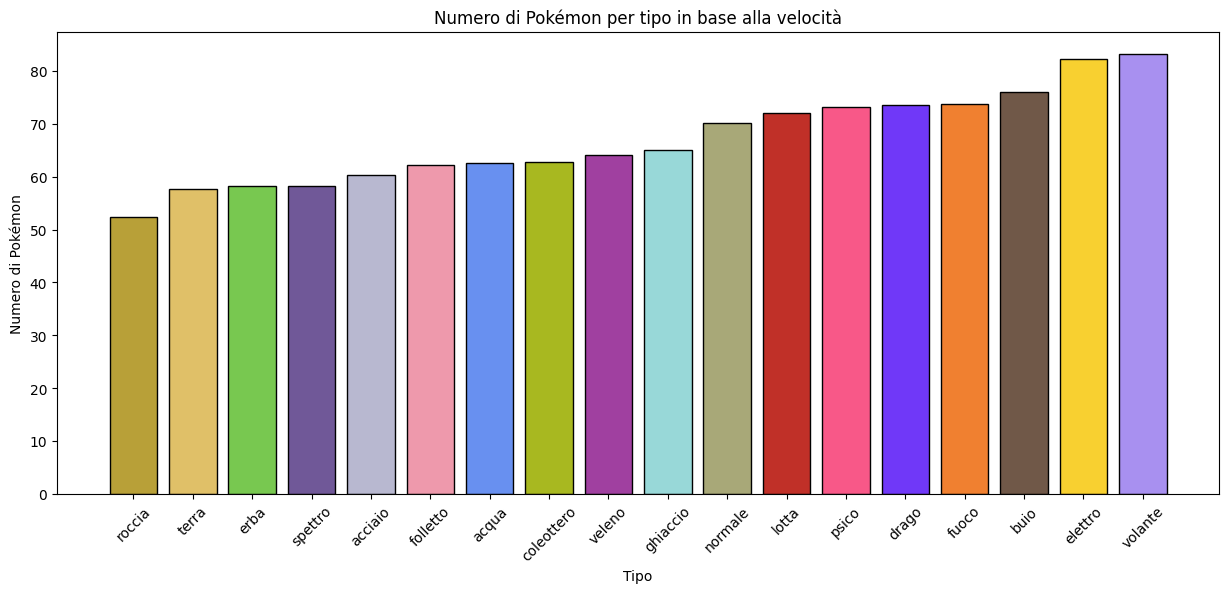 Numero di Pokémon per tipo in base alla velocità
Numero di Pokémon
80
70
60
50
40
30
20
10
0
roccia
terra
erba
spettro
acciaio
folletto
acqua
coleottero
veleno
ghiaccio
normale
lotta
psico
drago
fuoco
buio
elettro
volante
Tipo